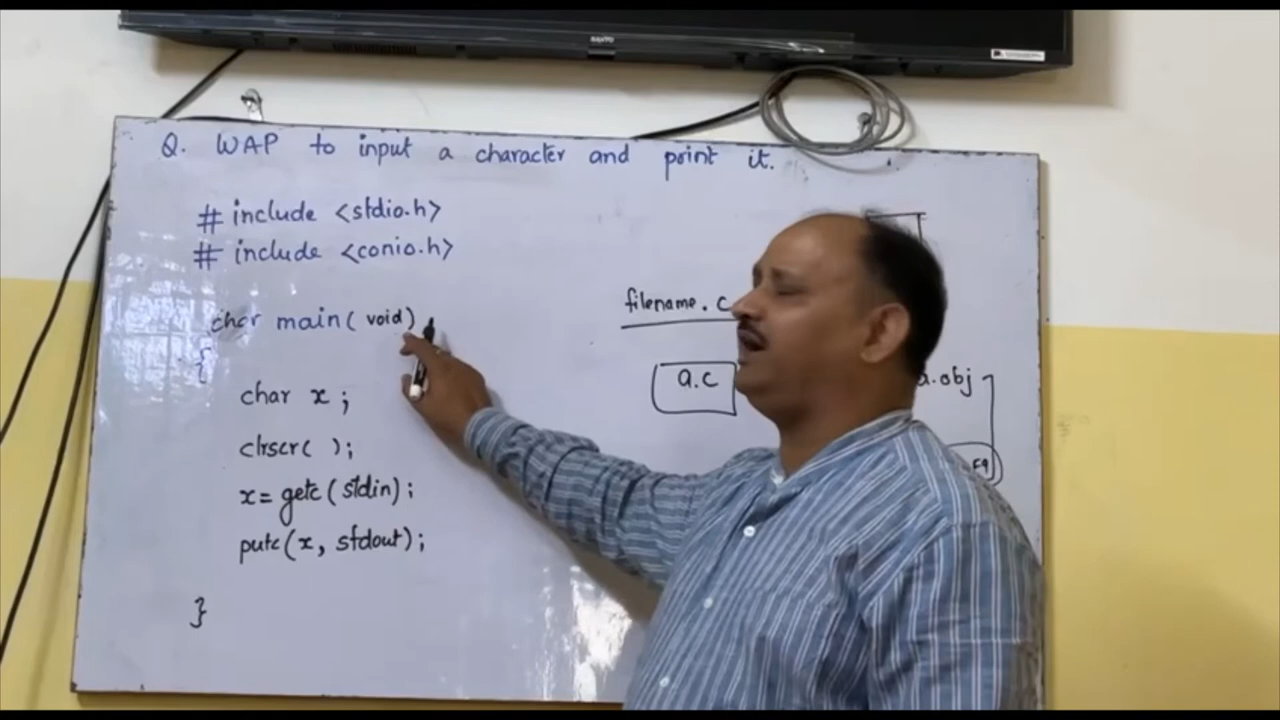 Q. WAP to input a character and print it.
# include <stdio.h>
# include <conio.h>
char main( void)
{
char x ;
clrscr( );
x= getc( stdin) ;
putc( x, stdout) ;
}
filename. c
a.c
a.obj